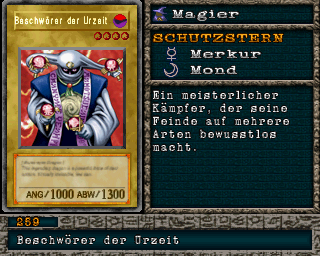 Beschwörer der Urzeit
ANG/1000 ABW/1300
Magier
SCHUTZSTERN
Merkur
Mond
Ein meisterlicher
Kämpfer, der seine
Feinde auf mehrere
Arten bewusstlos
macht.
259
Beschwörer der Urzeit